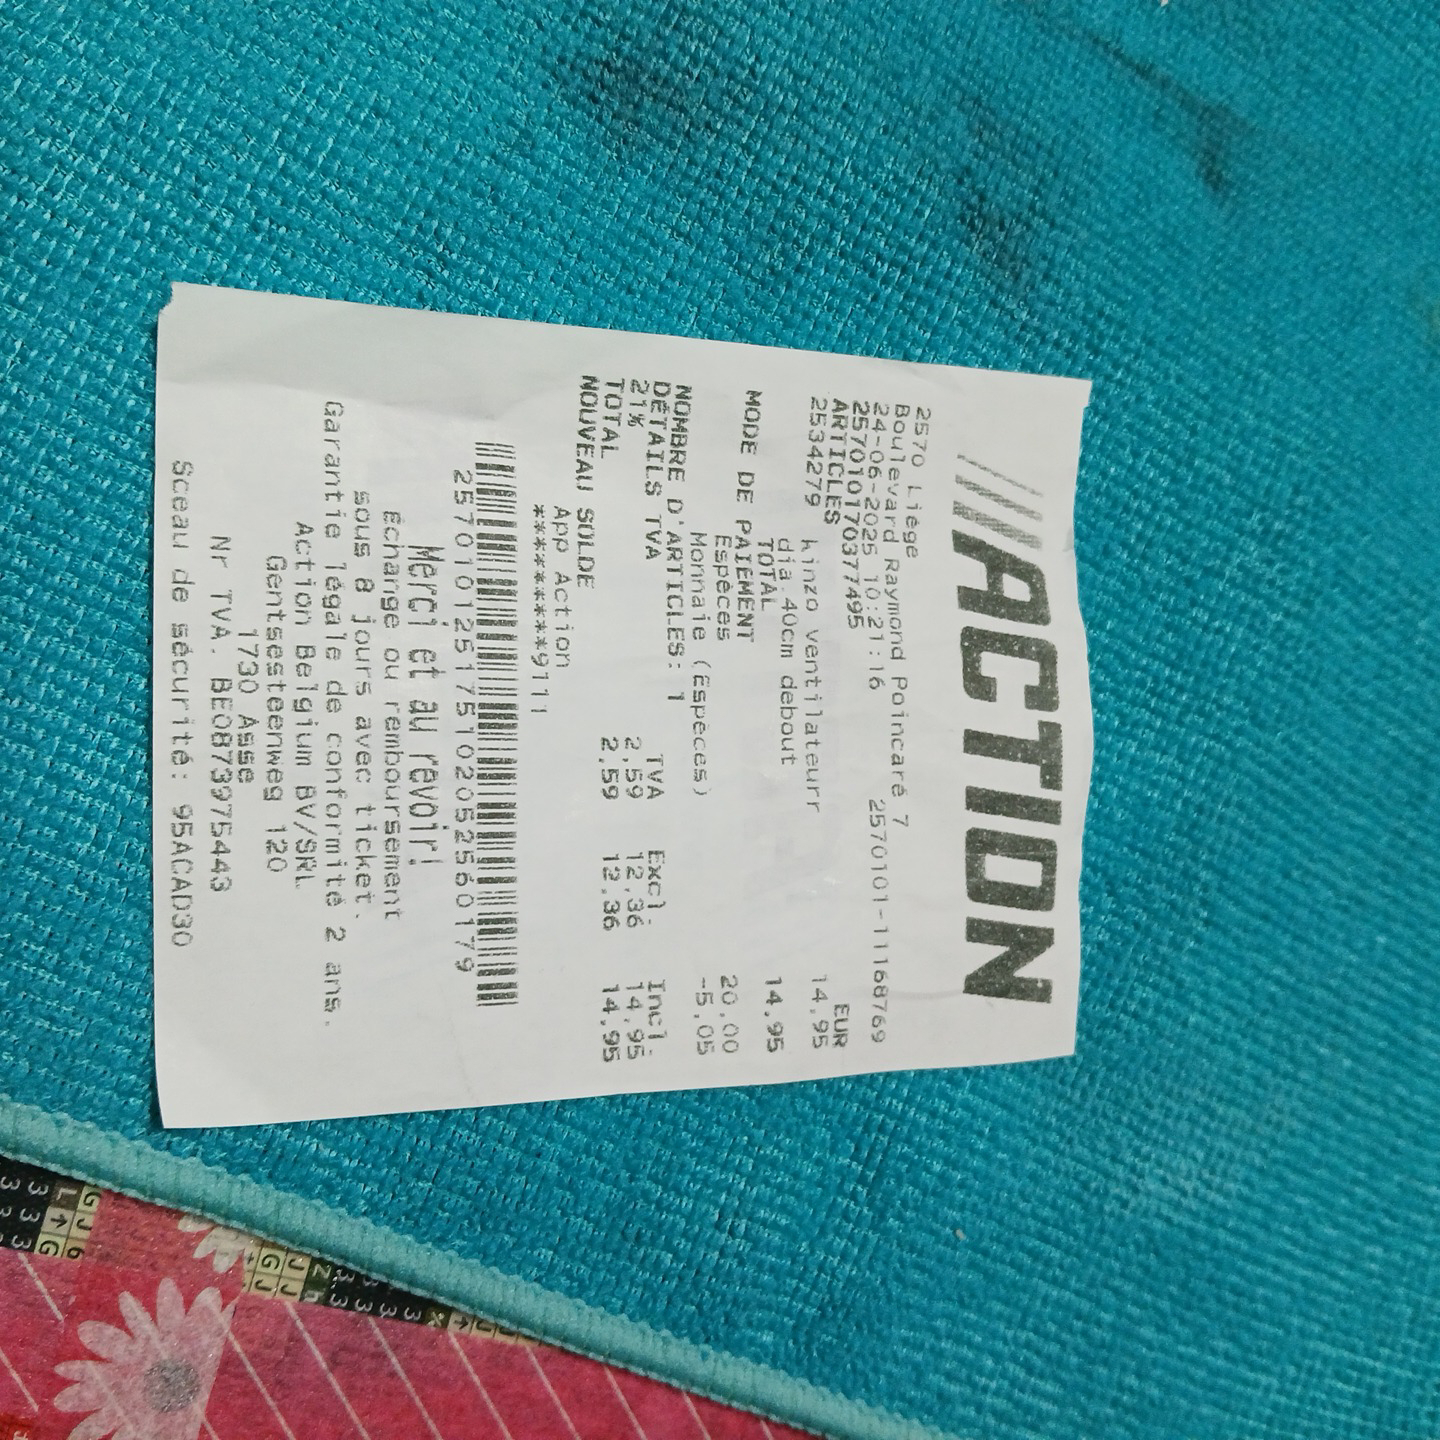 ///ACTION
2570 Liège
Boulevard Raymond Poincaré 7
24-06-2025 10:21:16 2570101-11168769
25701017037​7495
ARTICLES EUR
2534279 kinzo ventilateurr 14,95
dia.40cm debout
TOTAL 14,95
MODE DE PAIEMENT
Espèces 20,00
Monnaie (Espèces) -5,05
NOMBRE D'ARTICLES: 1
DÉTAILS TVA TVA Excl. Incl.
21% 2,59 12,36 14,95
TOTAL 2,59 12,36 14,95
NOUVEAU SOLDE
App Action
*********9111
257010125175102052560179
Merci et au revoir!
Échange ou remboursement
sous 8 jours avec ticket.
Garantie légale de conformité 2 ans.
Action Belgium BV/SRL
Gentsesteenweg 120
1730 Asse
Nr TVA. BE0873975443
Sceau de sécurité: 95ACAD30